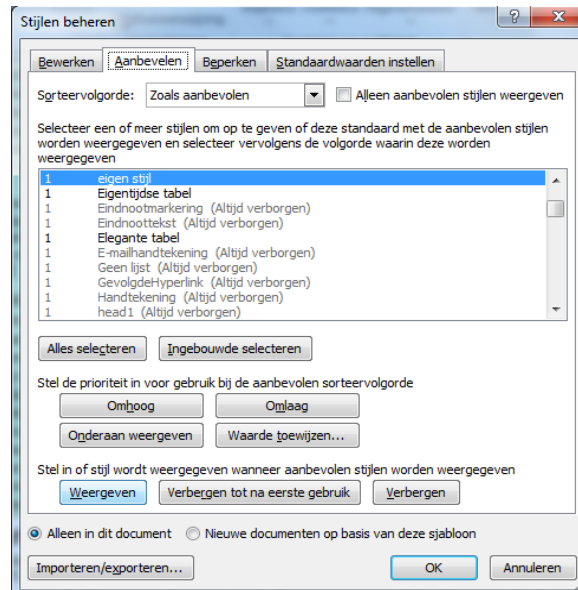 Stijlen beheren
Bewerken Aanbevelen Beperken Standaardwaarden instellen
Sorteervolgorde: Zoals aanbevolen Alleen aanbevolen stijlen weergeven
Selecteer een of meer stijlen om op te geven of deze standaard met de aanbevolen stijlen
worden weergegeven en selecteer vervolgens de volgorde waarin deze worden
weergegeven
1 eigen stijl
1 Eigentijdse tabel
1 Eindnootmarkering (Altijd verborgen)
1 Eindnoottekst (Altijd verborgen)
1 Elegante tabel
1 E-mailhandtekening (Altijd verborgen)
1 Geen lijst (Altijd verborgen)
1 GevolgdeHyperlink (Altijd verborgen)
1 Handtekening (Altijd verborgen)
1 head1 (Altijd verborgen)
Alles selecteren Ingebouwde selecteren
Stel de prioriteit in voor gebruik bij de aanbevolen sorteervolgorde
Omhoog Omlaag
Onderaan weergeven Waarde toewijzen...
Stel in of stijl wordt weergegeven wanneer aanbevolen stijlen worden weergegeven
Weergeven Verbergen tot na eerste gebruik Verbergen
Alleen in dit document Nieuwe documenten op basis van deze sjabloon
Importeren/exporteren... OK Annuleren